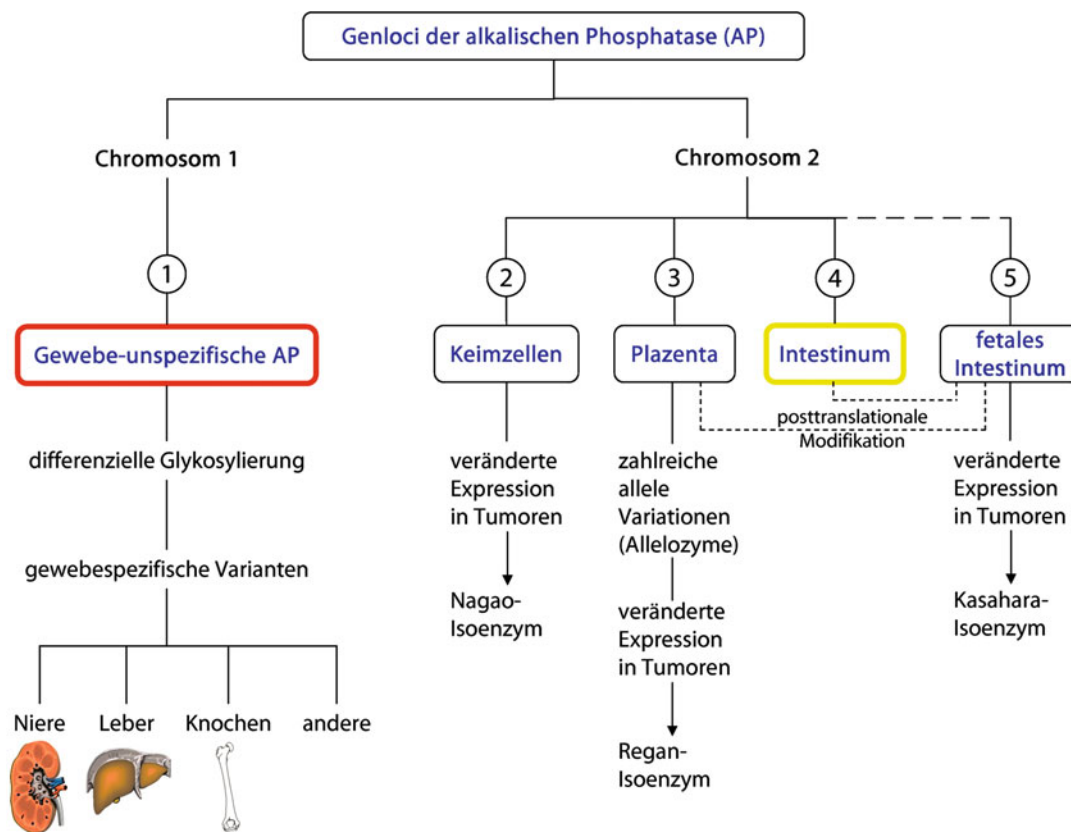 Genloci der alkalischen Phosphatase (AP)
Chromosom 1
Chromosom 2
1
2
3
4
5
Gewebe-unspezifische AP
Keimzellen
Plazenta
Intestinum
fetales
Intestinum
posttranslationale
Modifikation
differenzielle Glykosylierung
gewebespezifische Varianten
Niere
Leber
Knochen
andere
veränderte
Expression
in Tumoren
Nagao-
Isoenzym
zahlreiche
allele
Variationen
(Allelozyme)
veränderte
Expression
in Tumoren
Regan-
Isoenzym
veränderte
Expression
in Tumoren
Kasahara-
Isoenzym